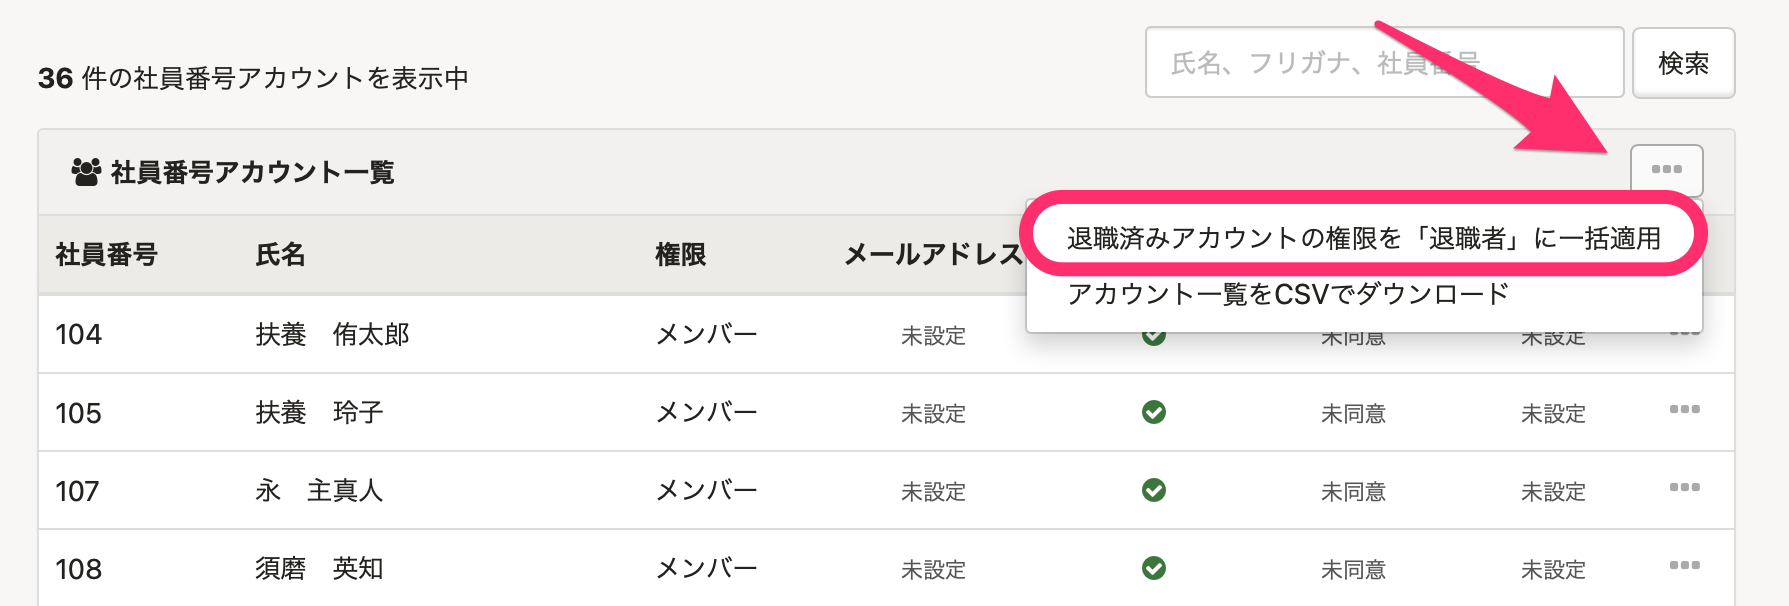 36 件の社員番号アカウントを表示中
氏名、フリガナ、社員番号
検索
社員番号アカウント一覧
退職済みアカウントの権限を「退職者」に一括適用
アカウント一覧をCSVでダウンロード
社員番号 氏名 権限 メールアドレス
104 扶養　侑太郎 メンバー 未設定 未同意 未設定
105 扶養　玲子 メンバー 未設定 未同意 未設定
107 永　主真人 メンバー 未設定 未同意 未設定
108 須磨　英知 メンバー 未設定 未同意 未設定